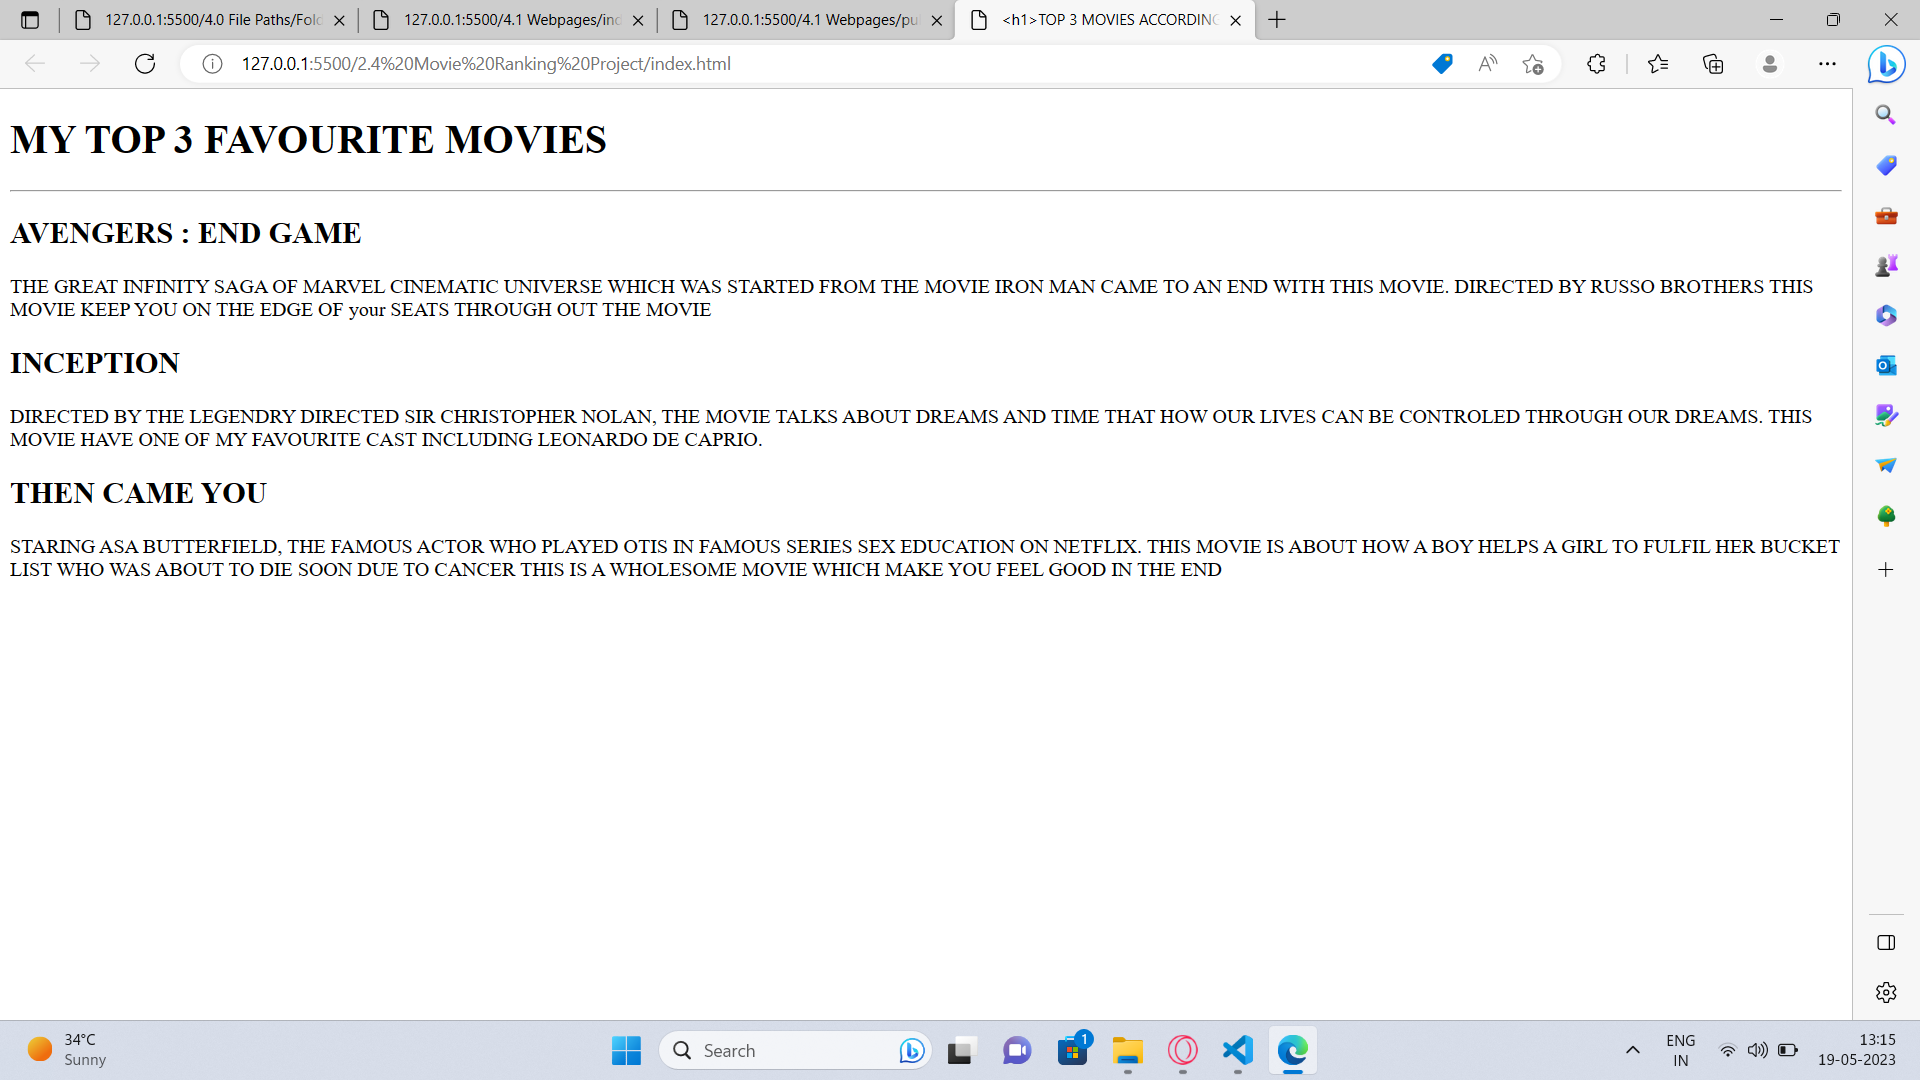 127.0.0.1:5500/4.0 File Paths/Fol
127.0.0.1:5500/4.1 Webpages/in
127.0.0.1:5500/4.1 Webpages/pu
<h1>TOP 3 MOVIES ACCORDING
127.0.0.1:5500/2.4%20Movie%20Ranking%20Project/index.html
MY TOP 3 FAVOURITE MOVIES
AVENGERS : END GAME
THE GREAT INFINITY SAGA OF MARVEL CINEMATIC UNIVERSE WHICH WAS STARTED FROM THE MOVIE IRON MAN CAME TO AN END WITH THIS MOVIE. DIRECTED BY RUSSO BROTHERS THIS
MOVIE KEEP YOU ON THE EDGE OF your SEATS THROUGH OUT THE MOVIE
INCEPTION
DIRECTED BY THE LEGENDRY DIRECTED SIR CHRISTOPHER NOLAN, THE MOVIE TALKS ABOUT DREAMS AND TIME THAT HOW OUR LIVES CAN BE CONTROLED THROUGH OUR DREAMS. THIS
MOVIE HAVE ONE OF MY FAVOURITE CAST INCLUDING LEONARDO DE CAPRIO.
THEN CAME YOU
STARING ASA BUTTERFIELD, THE FAMOUS ACTOR WHO PLAYED OTIS IN FAMOUS SERIES SEX EDUCATION ON NETFLIX. THIS MOVIE IS ABOUT HOW A BOY HELPS A GIRL TO FULFIL HER BUCKET
LIST WHO WAS ABOUT TO DIE SOON DUE TO CANCER THIS IS A WHOLESOME MOVIE WHICH MAKE YOU FEEL GOOD IN THE END
34°C
Sunny
Search
1
ENG
IN
13:15
19-05-2023